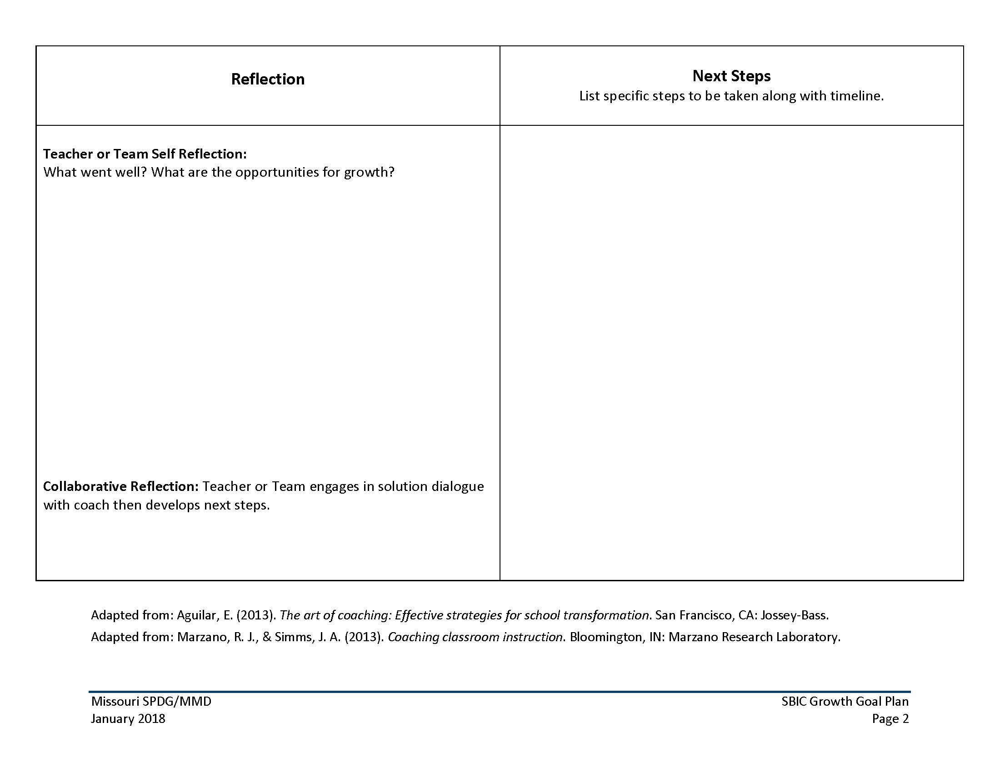 Reflection
Next Steps
List specific steps to be taken along with timeline.
Teacher or Team Self Reflection:
What went well? What are the opportunities for growth?
Collaborative Reflection: Teacher or Team engages in solution dialogue
with coach then develops next steps.
Adapted from: Aguilar, E. (2013). The art of coaching: Effective strategies for school transformation. San Francisco, CA: Jossey-Bass.
Adapted from: Marzano, R. J., & Simms, J. A. (2013). Coaching classroom instruction. Bloomington, IN: Marzano Research Laboratory.
Missouri SPDG/MMD
January 2018
SBIC Growth Goal Plan
Page 2